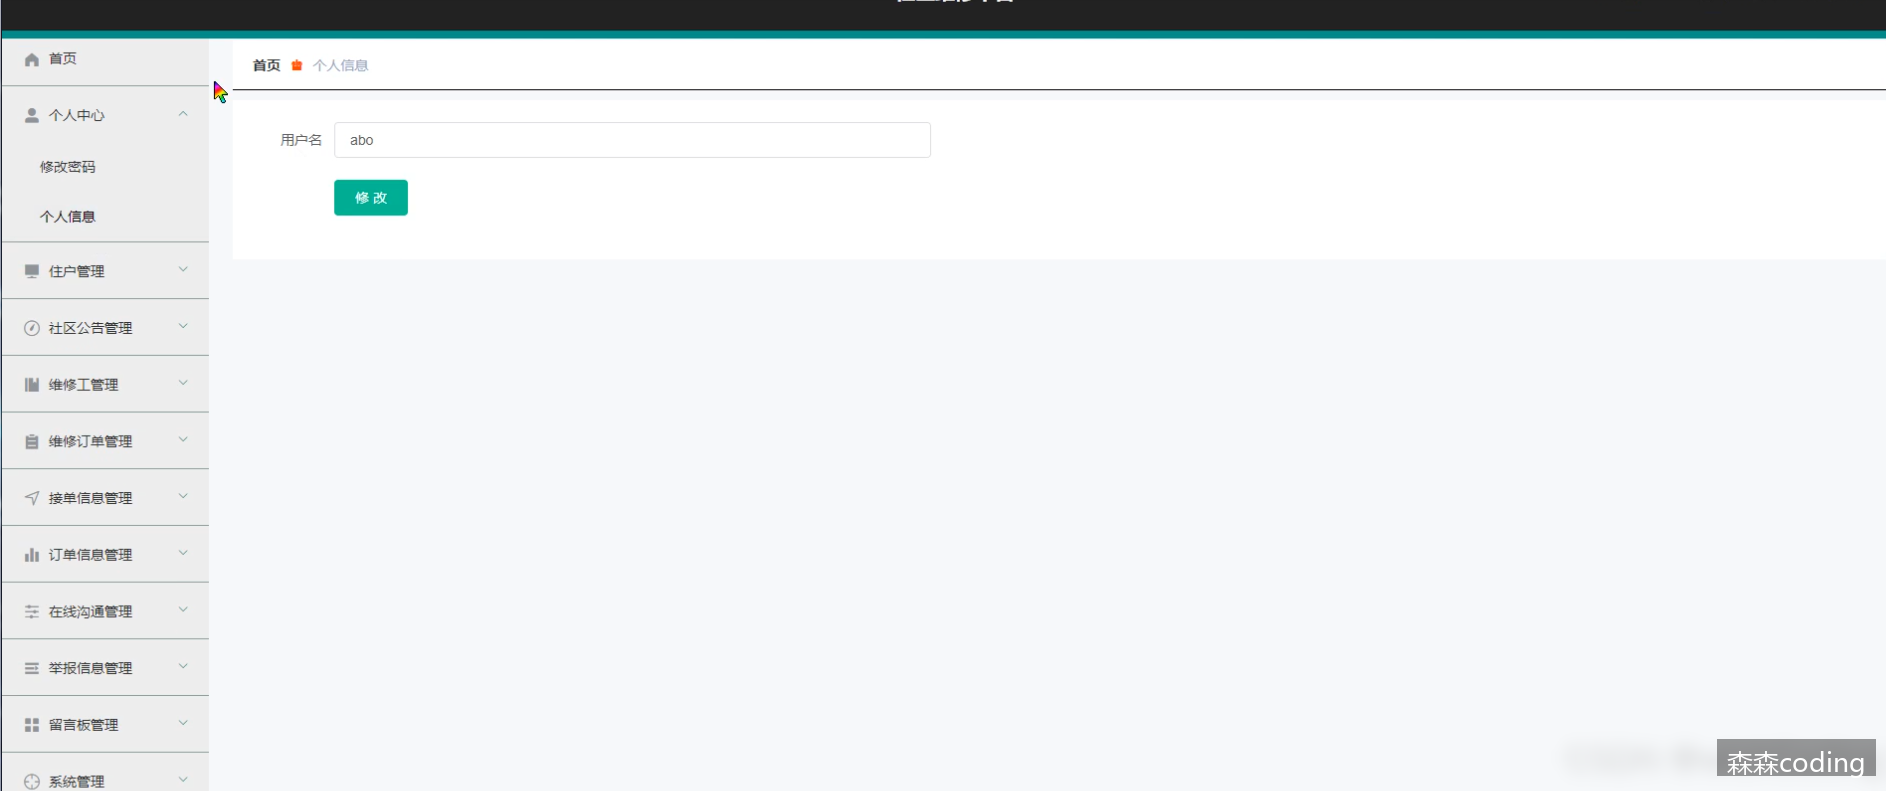 首页
个人中心
修改密码
个人信息
住户管理
社区公告管理
维修工管理
维修订单管理
接单信息管理
订单信息管理
在线沟通管理
举报信息管理
留言板管理
系统管理
首页 个人信息
用户名 abo
修 改
森森coding